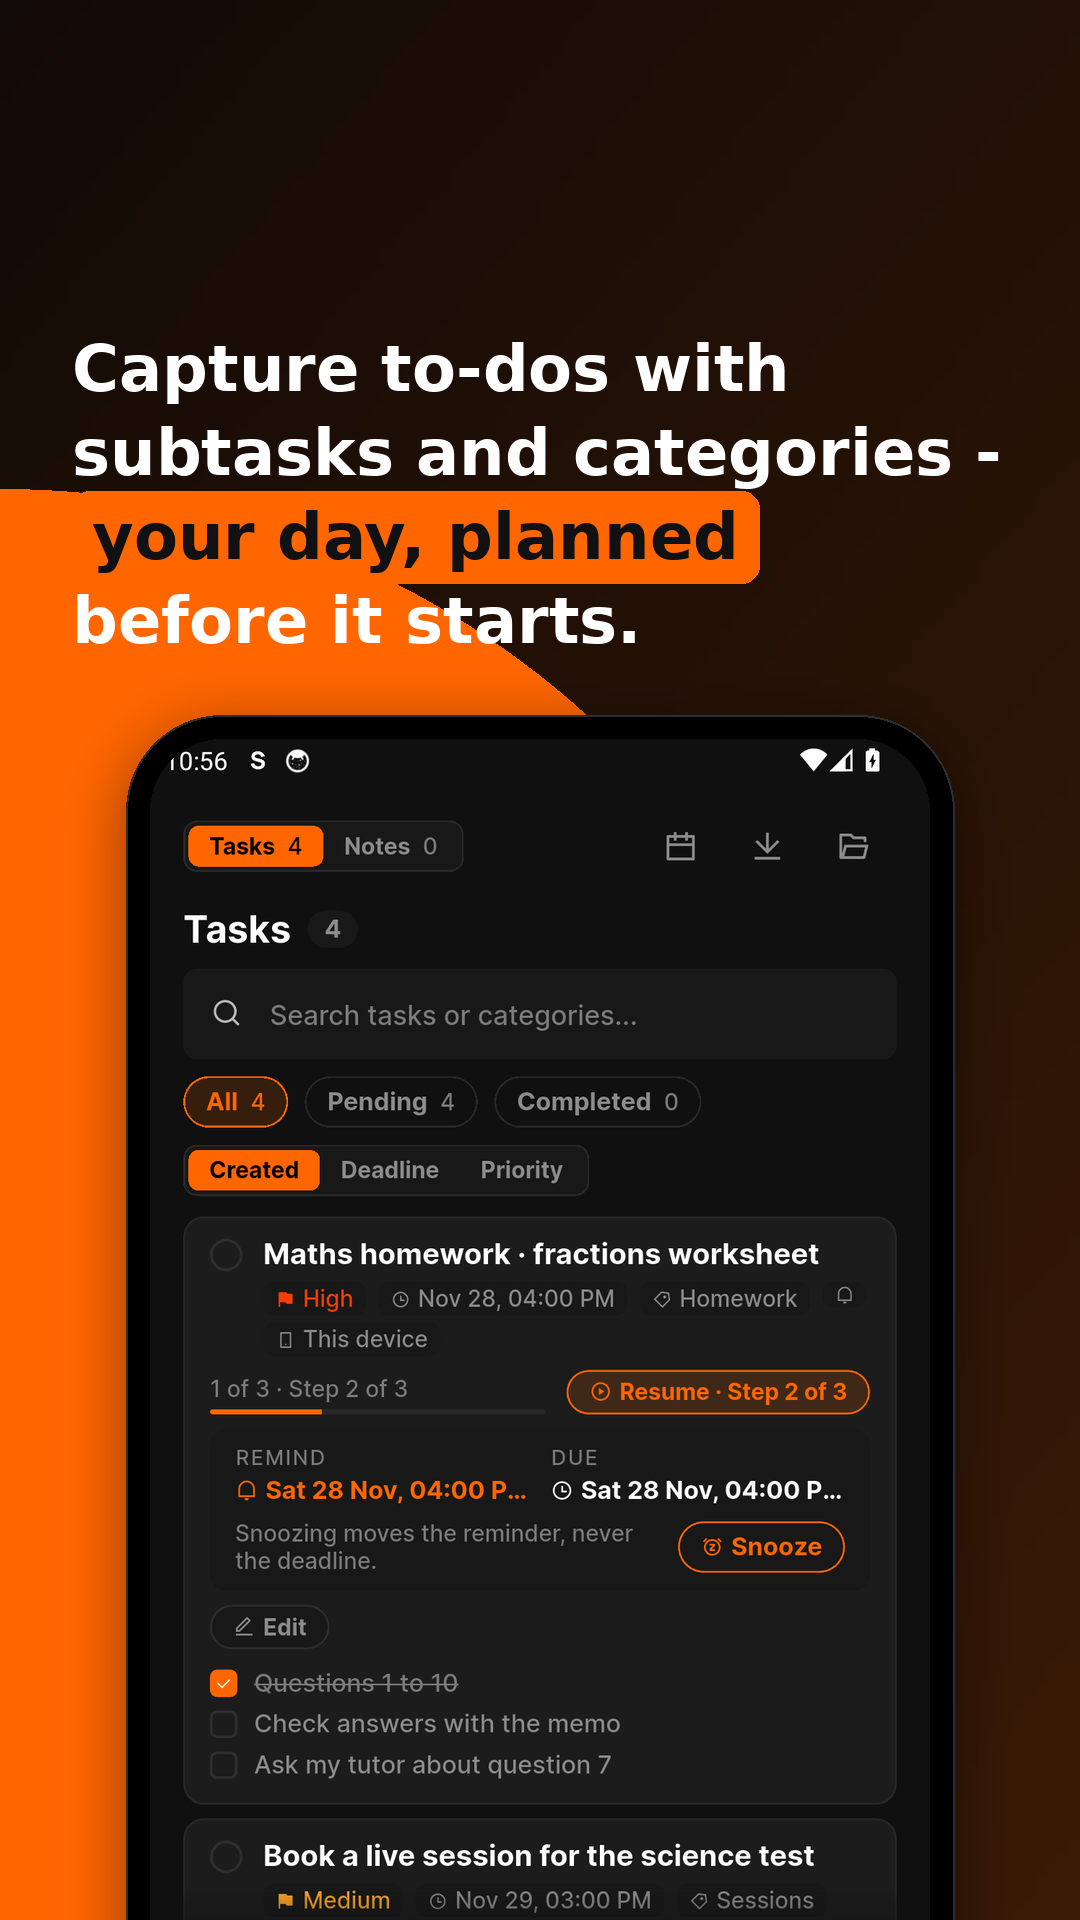 Capture to-dos with
subtasks and categories -
your day, planned
before it starts.
10:56 S
Tasks 4 Notes 0
Tasks 4
Search tasks or categories...
All 4 Pending 4 Completed 0
Created Deadline Priority
Maths homework · fractions worksheet
High Nov 28, 04:00 PM Homework
This device
1 of 3 · Step 2 of 3 Resume · Step 2 of 3
REMIND DUE
Sat 28 Nov, 04:00 P... Sat 28 Nov, 04:00 P...
Snoozing moves the reminder, never
the deadline.
Snooze
Edit
Questions 1 to 10
Check answers with the memo
Ask my tutor about question 7
Book a live session for the science test
Medium Nov 29, 03:00 PM Sessions